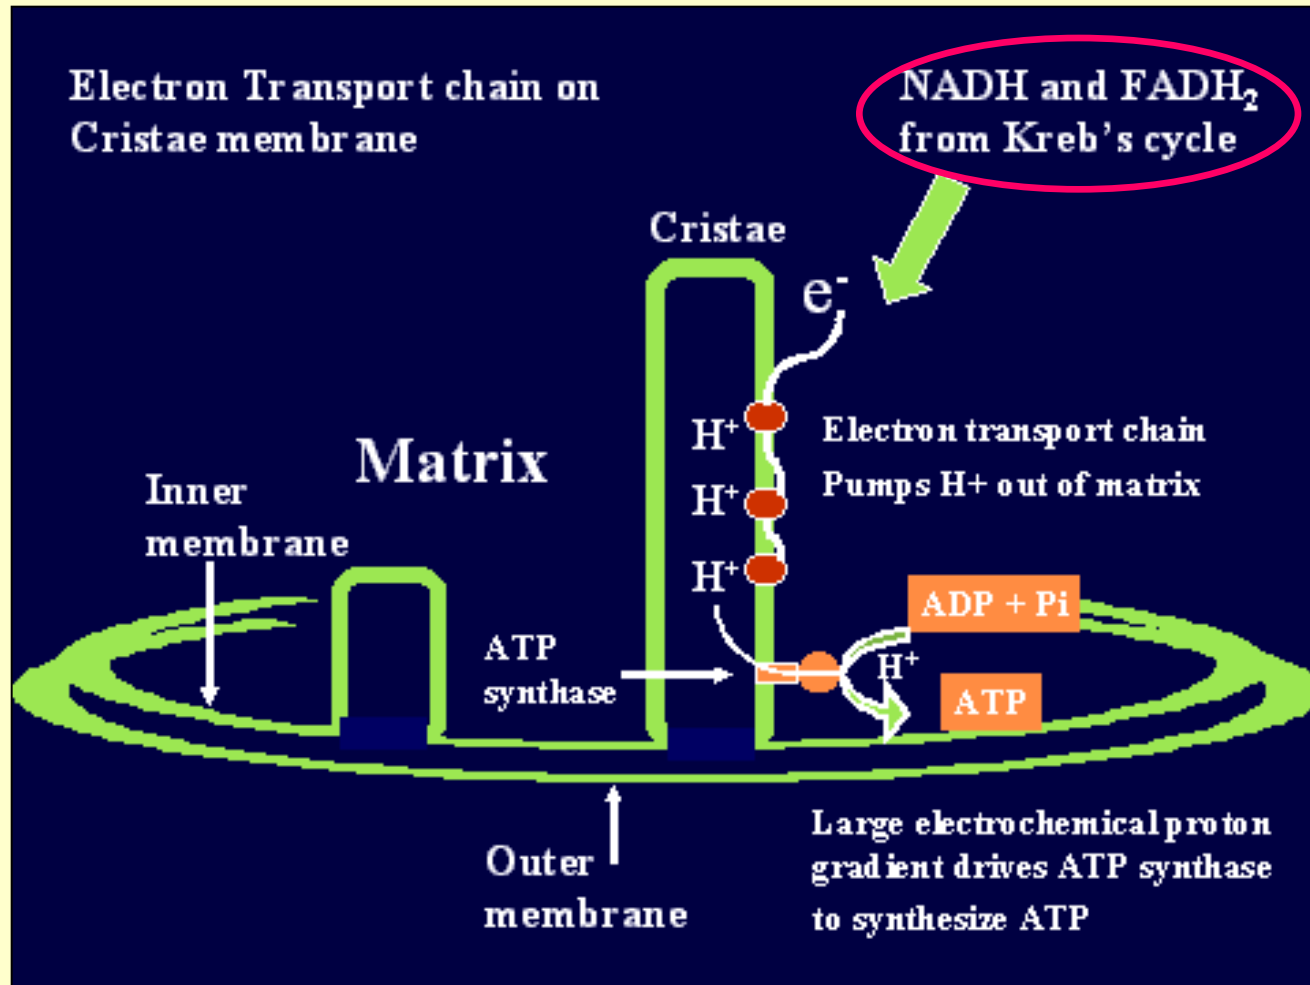 Electron Transport chain on
Cristae membrane
NADH and FADH₂
from Kreb's cycle
Cristae
e⁻
H⁺
Electron transport chain
Matrix
H⁺
Pumps H+ out of matrix
Inner
membrane
H⁺
ADP + Pi
ATP
synthase
H⁺
ATP
Large electrochemical proton
gradient drives ATP synthase
to synthesize ATP
Outer
membrane